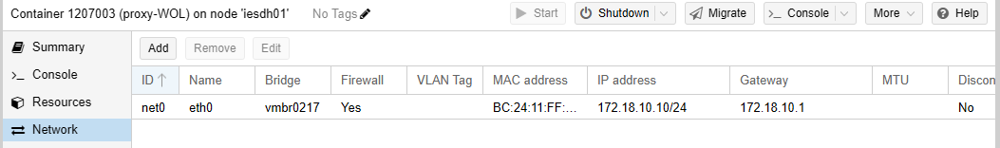 Container 1207003 (proxy-WOL) on node 'iesdh01' No Tags Start Shutdown Migrate Console More Help
Summary
Console
Resources
Network
Add Remove Edit
ID Name Bridge Firewall VLAN Tag MAC address IP address Gateway MTU Discon
net0 eth0 vmbr0217 Yes BC:24:11:FF:... 172.18.10.10/24 172.18.10.1 No